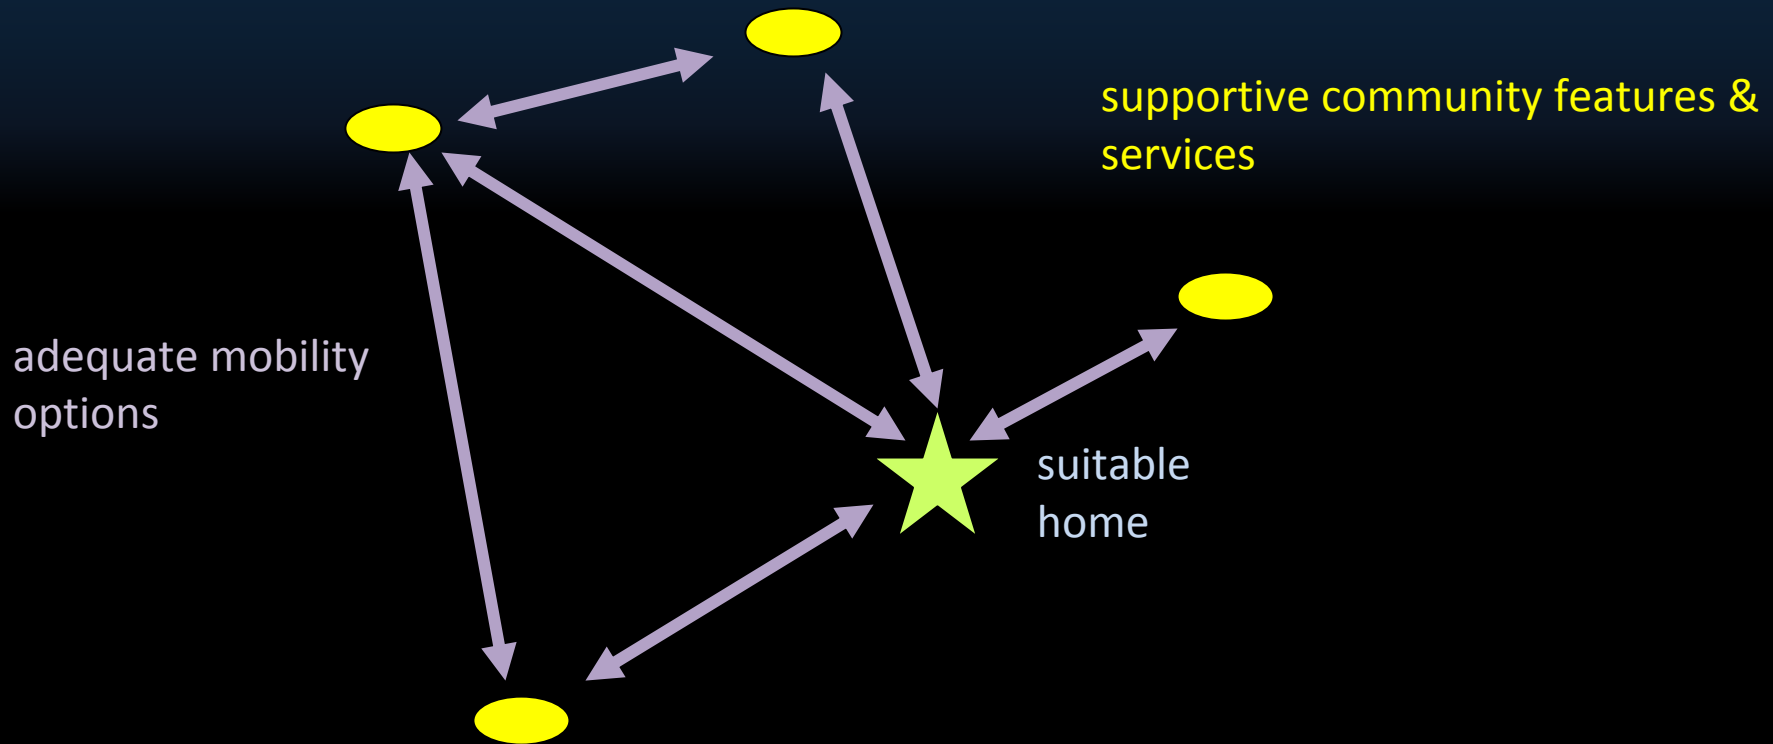 supportive community features &
services
adequate mobility
options
suitable
home